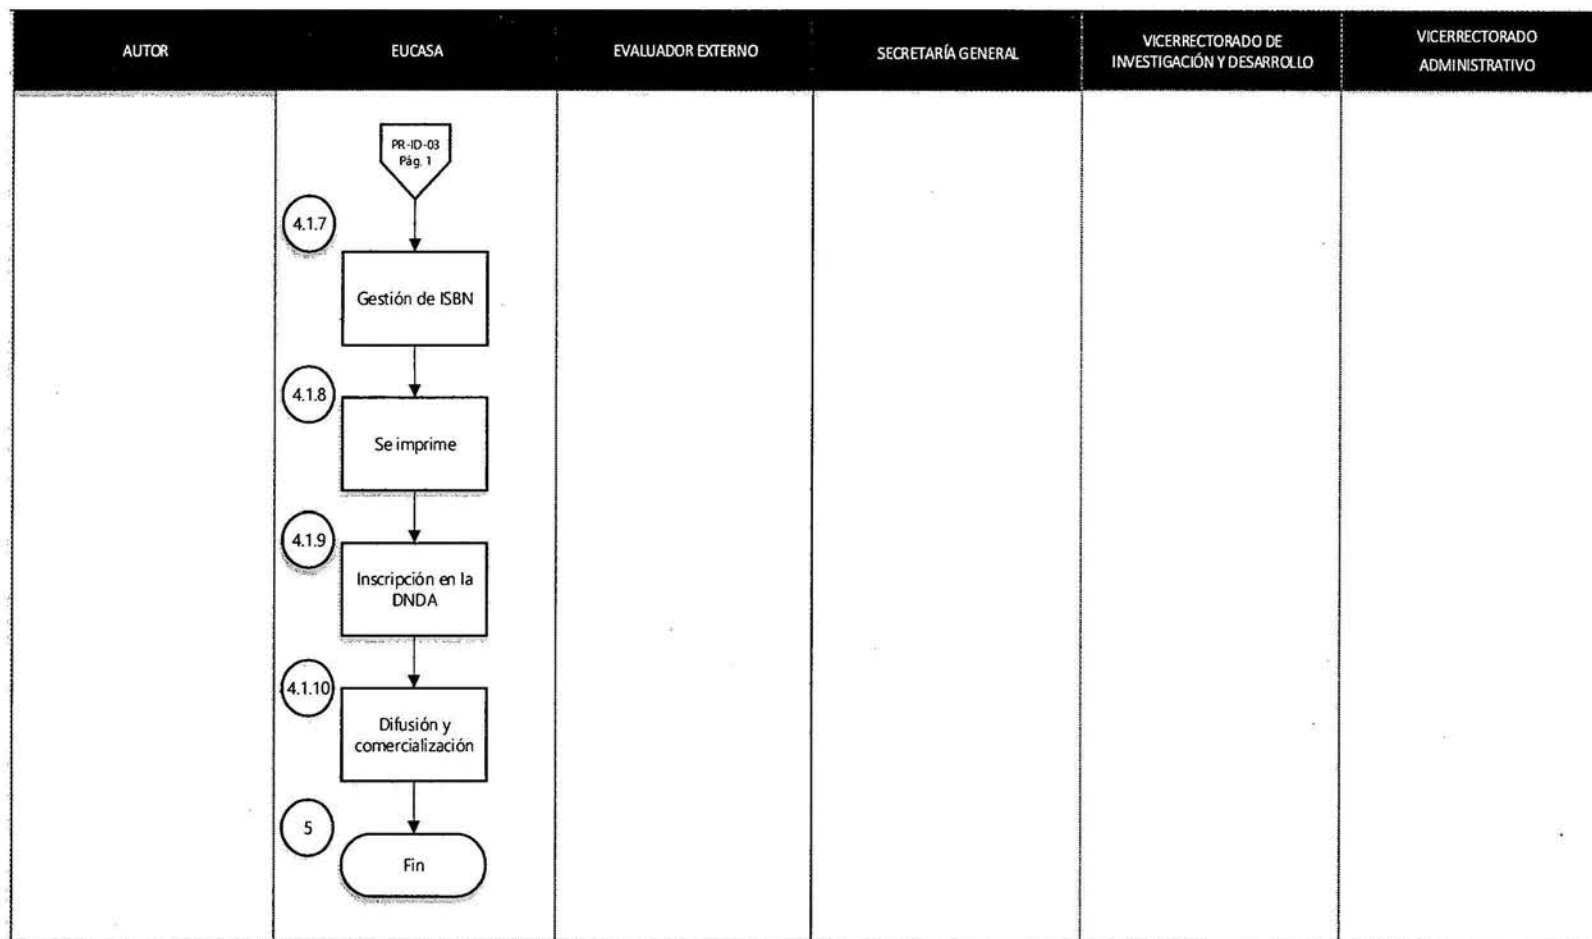 AUTOR
EUCASA
EVALUADOR EXTERNO
SECRETARÍA GENERAL
VICERRECTORADO DE
INVESTIGACIÓN Y DESARROLLO
VICERRECTORADO
ADMINISTRATIVO
PR-ID-03
Pág. 1
4.1.7
Gestión de ISBN
4.1.8
Se imprime
4.1.9
Inscripción en la
DNDA
4.1.10
Difusión y
comercialización
5
Fin